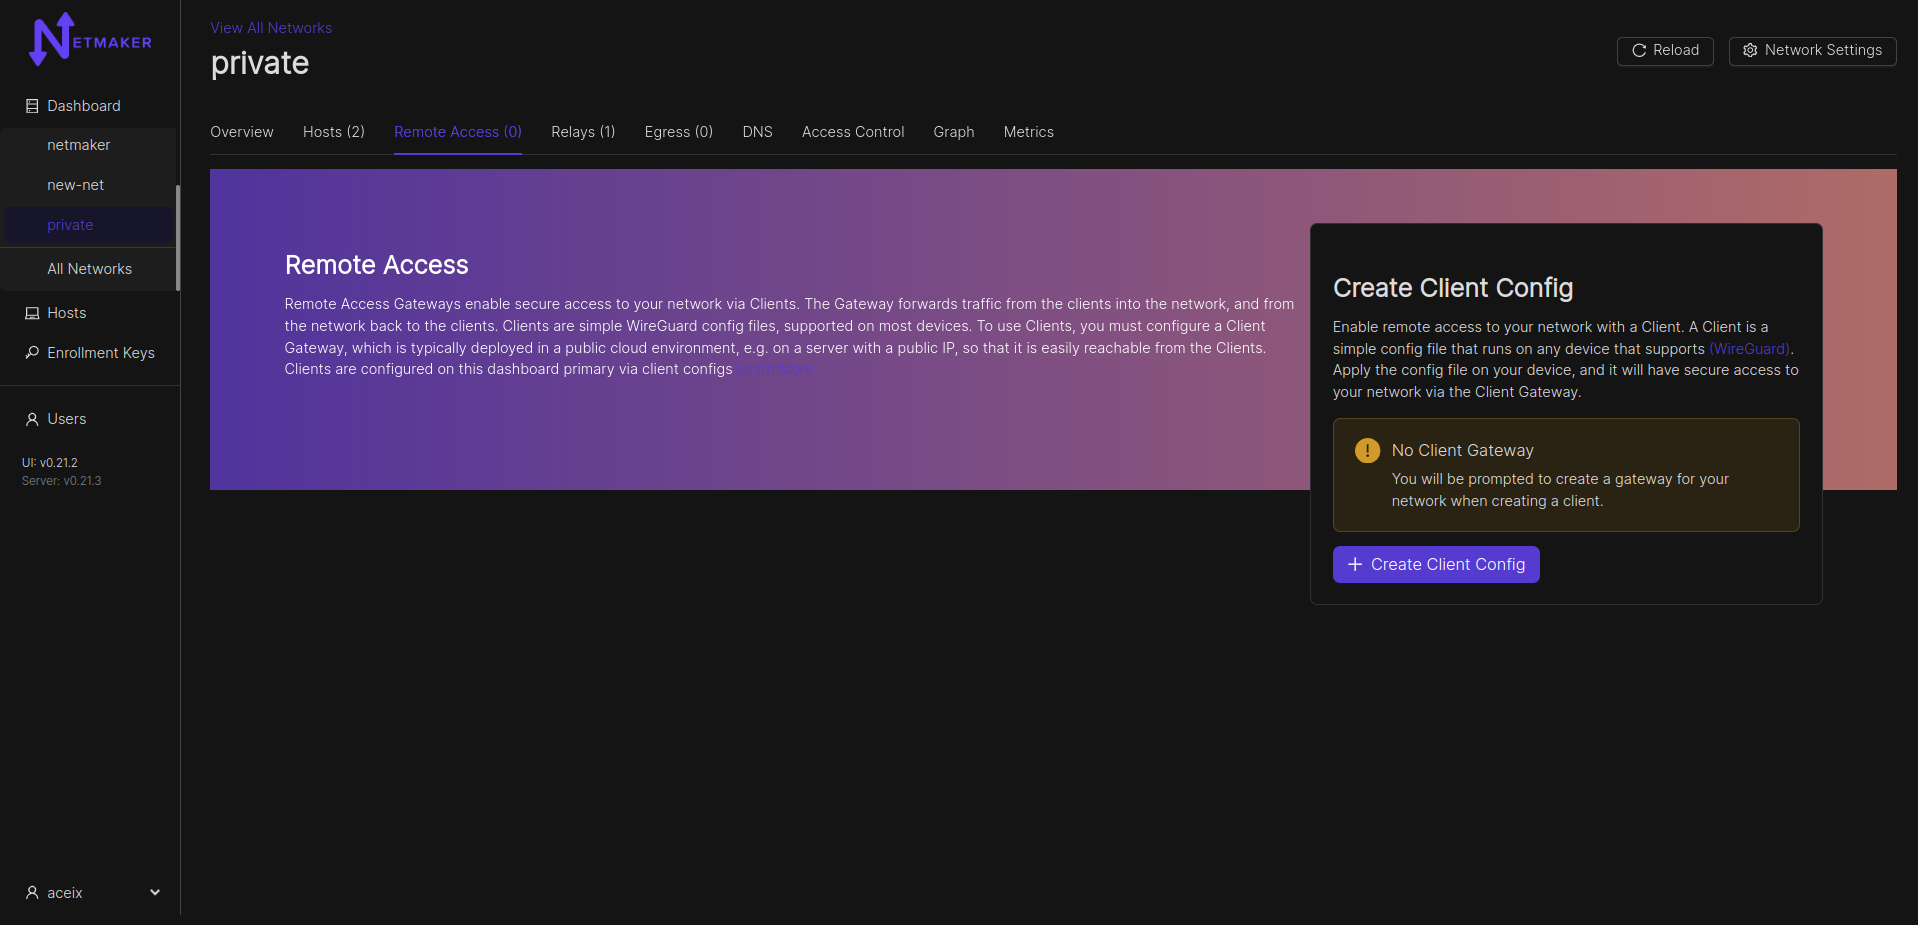 NETMAKER
Dashboard
netmaker
new-net
private
All Networks
Hosts
Enrollment Keys
Users
UI: v0.21.2
Server: v0.21.3
aceix
View All Networks
private
Reload
Network Settings
Overview
Hosts (2)
Remote Access (0)
Relays (1)
Egress (0)
DNS
Access Control
Graph
Metrics
Remote Access
Remote Access Gateways enable secure access to your network via Clients. The Gateway forwards traffic from the clients into the network, and from
the network back to the clients. Clients are simple WireGuard config files, supported on most devices. To use Clients, you must configure a Client
Gateway, which is typically deployed in a public cloud environment, e.g. on a server with a public IP, so that it is easily reachable from the Clients.
Clients are configured on this dashboard primary via client configs Learn More
Create Client Config
Enable remote access to your network with a Client. A Client is a
simple config file that runs on any device that supports (WireGuard).
Apply the config file on your device, and it will have secure access to
your network via the Client Gateway.
No Client Gateway
You will be prompted to create a gateway for your
network when creating a client.
Create Client Config